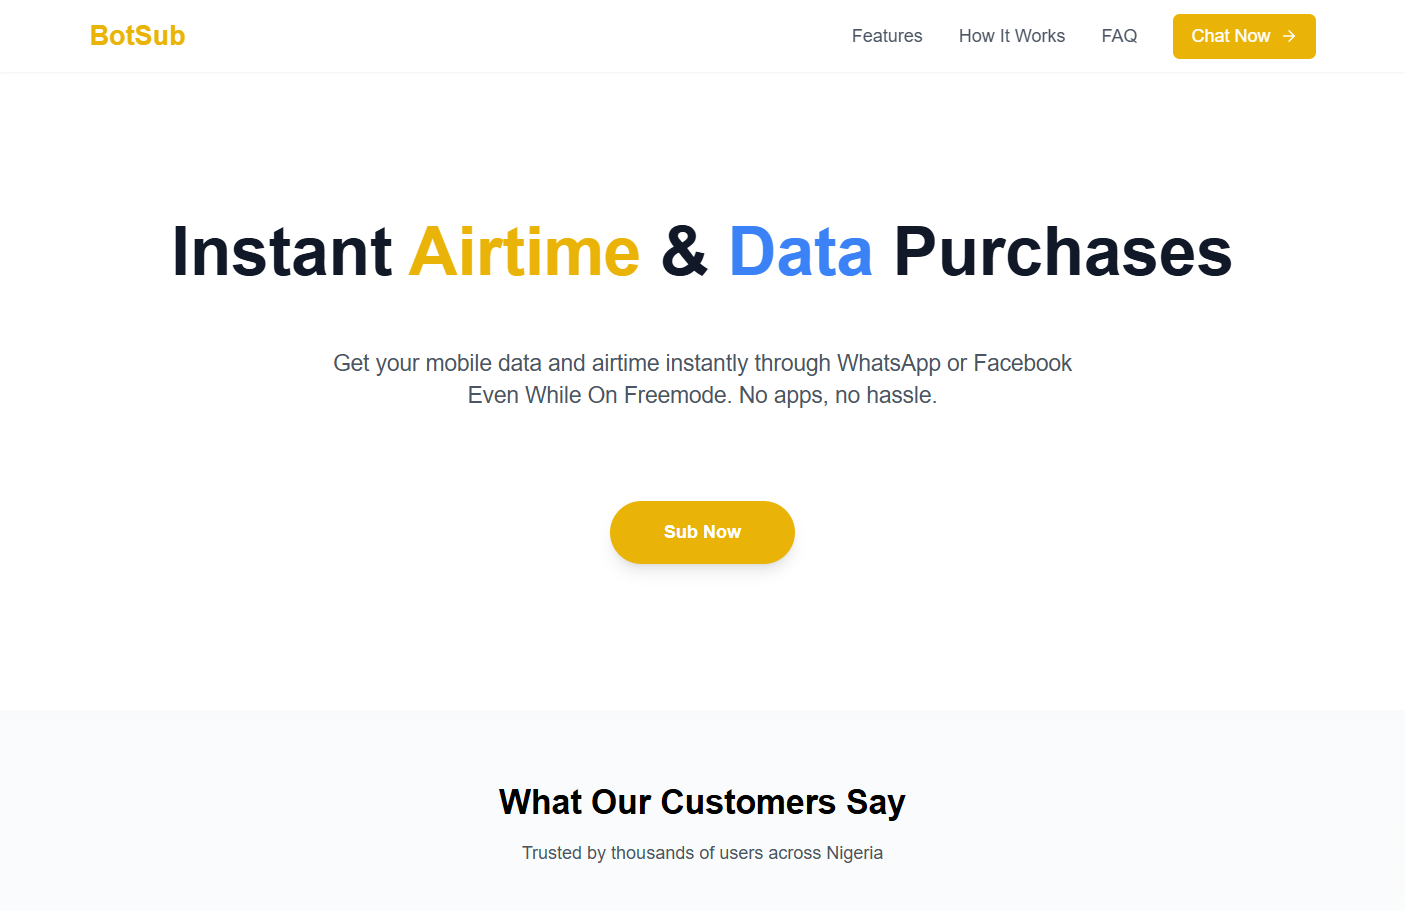 BotSub
Features
How It Works
FAQ
Chat Now
Instant Airtime & Data Purchases
Get your mobile data and airtime instantly through WhatsApp or Facebook
Even While On Freemode. No apps, no hassle.
Sub Now
What Our Customers Say
Trusted by thousands of users across Nigeria